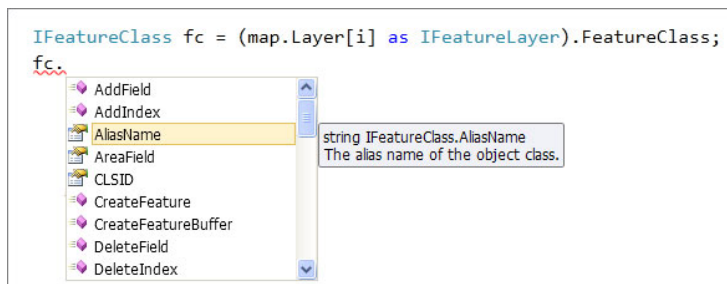 IFeatureClass fc = (map.Layer[i] as IFeatureLayer).FeatureClass;
fc.
AddField
AddIndex
AliasName
string IFeatureClass.AliasName
The alias name of the object class.
AreaField
CLSID
CreateFeature
CreateFeatureBuffer
DeleteField
DeleteIndex